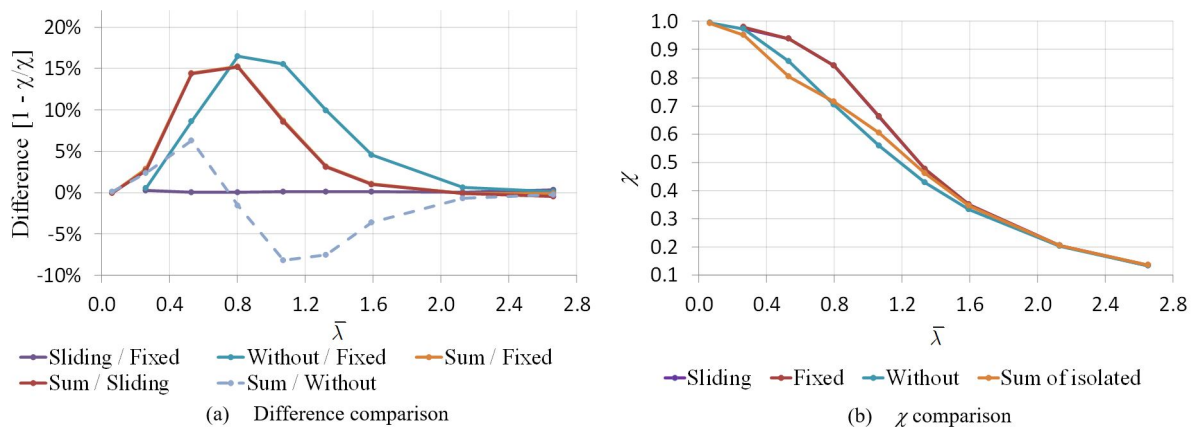 20%
15%
10%
5%
0%
-5%
-10%
Difference [1 - χ/χ]
0.0 0.4 0.8 1.2 1.6 2.0 2.4 2.8
λ̅
Sliding / Fixed Without / Fixed Sum / Fixed
Sum / Sliding Sum / Without
(a) Difference comparison
1.0
0.9
0.8
0.7
0.6
0.5
0.4
0.3
0.2
0.1
χ
0.0 0.4 0.8 1.2 1.6 2.0 2.4 2.8
λ̅
Sliding Fixed Without Sum of isolated
(b) χ comparison